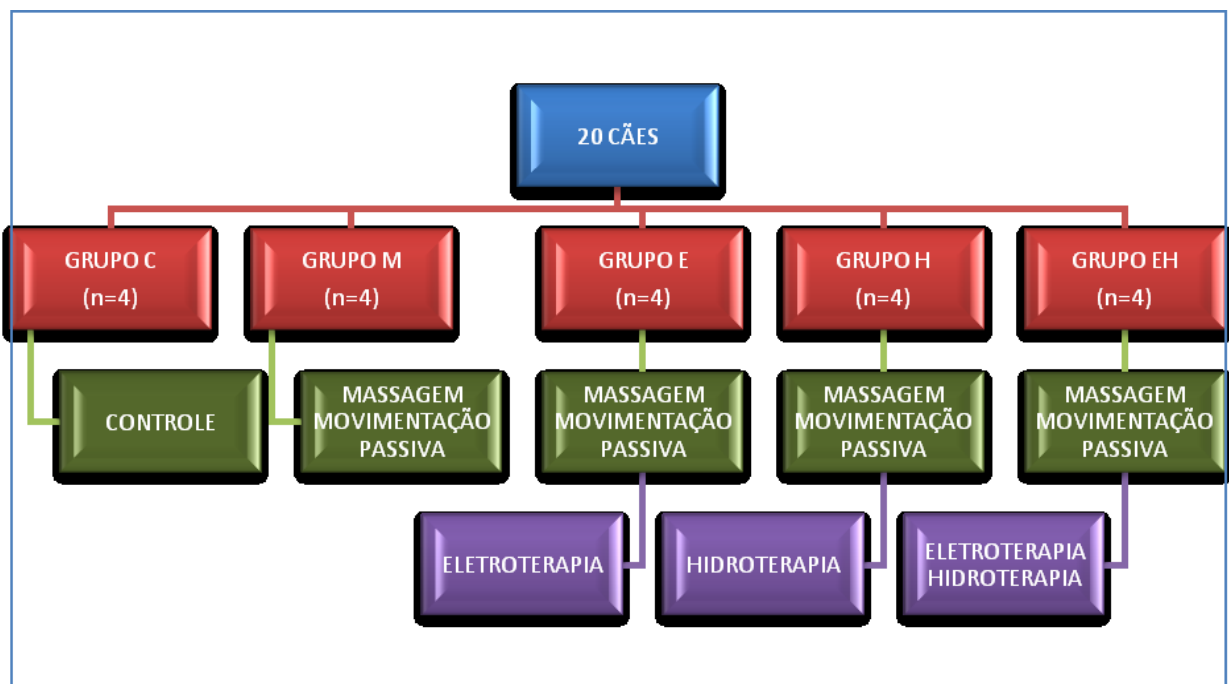 20 CÃES
GRUPO C
(n=4)
GRUPO M
(n=4)
GRUPO E
(n=4)
GRUPO H
(n=4)
GRUPO EH
(n=4)
CONTROLE
MASSAGEM
MOVIMENTAÇÃO
PASSIVA
MASSAGEM
MOVIMENTAÇÃO
PASSIVA
MASSAGEM
MOVIMENTAÇÃO
PASSIVA
MASSAGEM
MOVIMENTAÇÃO
PASSIVA
ELETROTERAPIA
HIDROTERAPIA
ELETROTERAPIA
HIDROTERAPIA